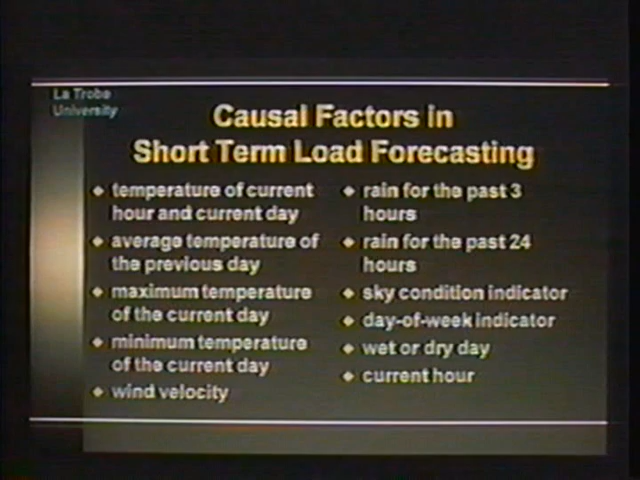 La Trobe
University
Causal Factors in
Short Term Load Forecasting
◆ temperature of current
hour and current day
◆ average temperature of
the previous day
◆ maximum temperature
of the current day
◆ minimum temperature
of the current day
◆ wind velocity
◆ rain for the past 3
hours
◆ rain for the past 24
hours
◆ sky condition indicator
◆ day-of-week indicator
◆ wet or dry day
◆ current hour